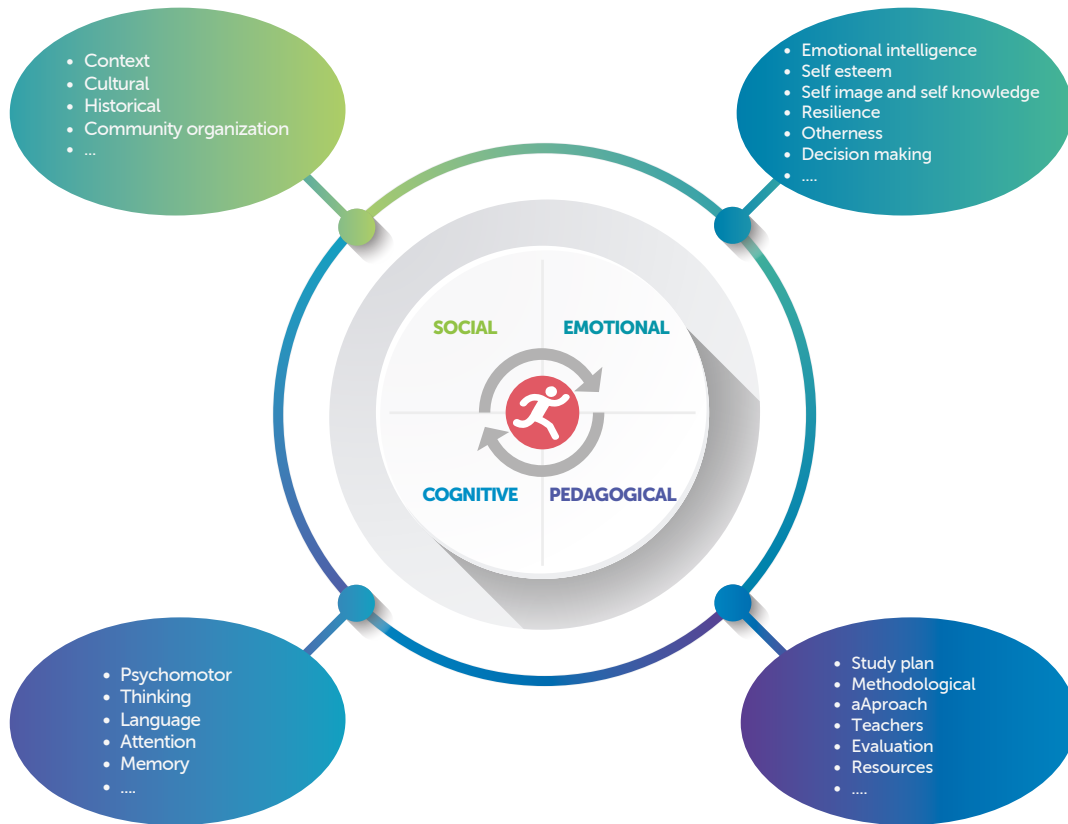 • Context
• Cultural
• Historical
• Community organization
• ...
• Emotional intelligence
• Self esteem
• Self image and self knowledge
• Resilience
• Otherness
• Decision making
• ....
SOCIAL
EMOTIONAL
COGNITIVE
PEDAGOGICAL
• Psychomotor
• Thinking
• Language
• Attention
• Memory
• ....
• Study plan
• Methodological
• aAproach
• Teachers
• Evaluation
• Resources
• ....